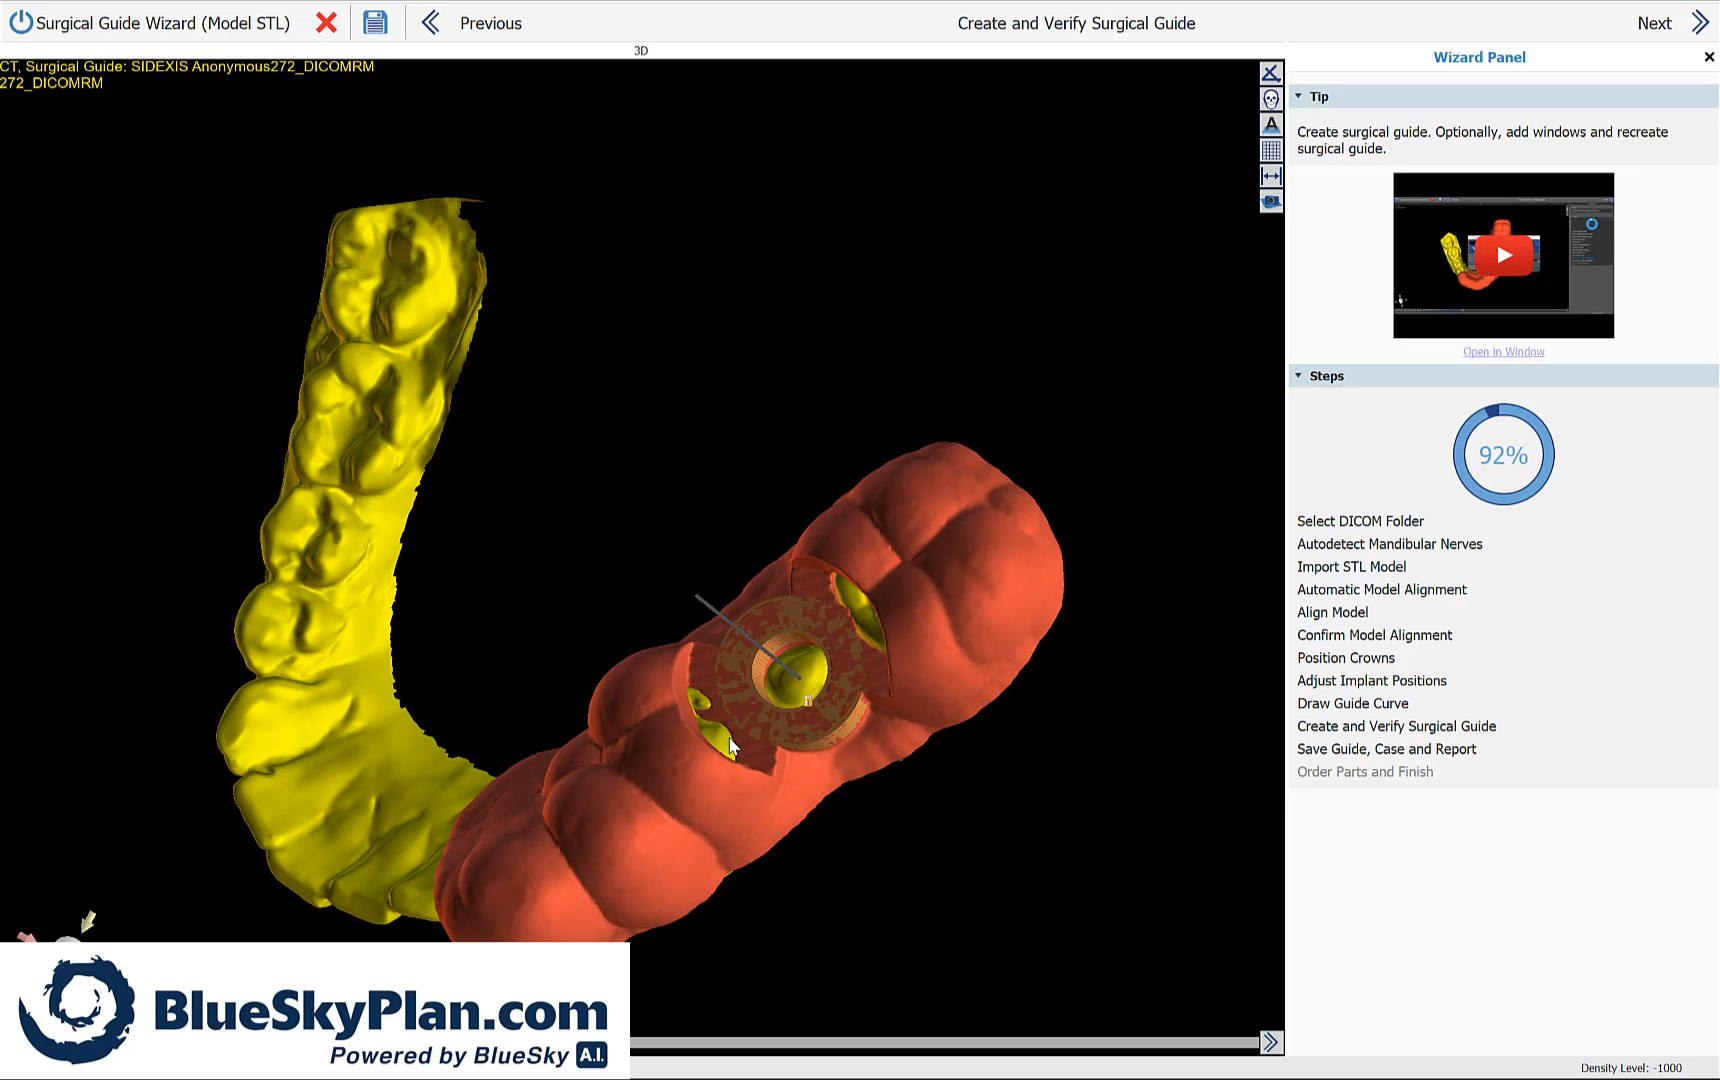 Surgical Guide Wizard (Model STL)
Previous
Create and Verify Surgical Guide
Next
3D
CT, Surgical Guide: SIDEXIS Anonymous272_DICOMRM
272_DICOMRM
A
Wizard Panel
Tip
Create surgical guide. Optionally, add windows and recreate
surgical guide.
Open in Window
Steps
92%
Select DICOM Folder
Autodetect Mandibular Nerves
Import STL Model
Automatic Model Alignment
Align Model
Confirm Model Alignment
Position Crowns
Adjust Implant Positions
Draw Guide Curve
Create and Verify Surgical Guide
Save Guide, Case and Report
Order Parts and Finish
BlueSkyPlan.com
Powered by BlueSky A.I.
Density Level: -1000